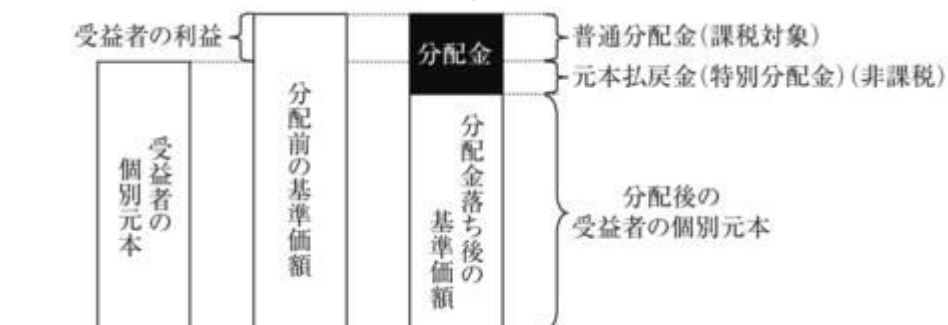 受益者の利益
普通分配金(課税対象)
分配金
元本払戻金(特別分配金)(非課税)
受益者の
個別元本
分配前の基準価額
分配金落ち後の
基準価額
分配後の
受益者の個別元本